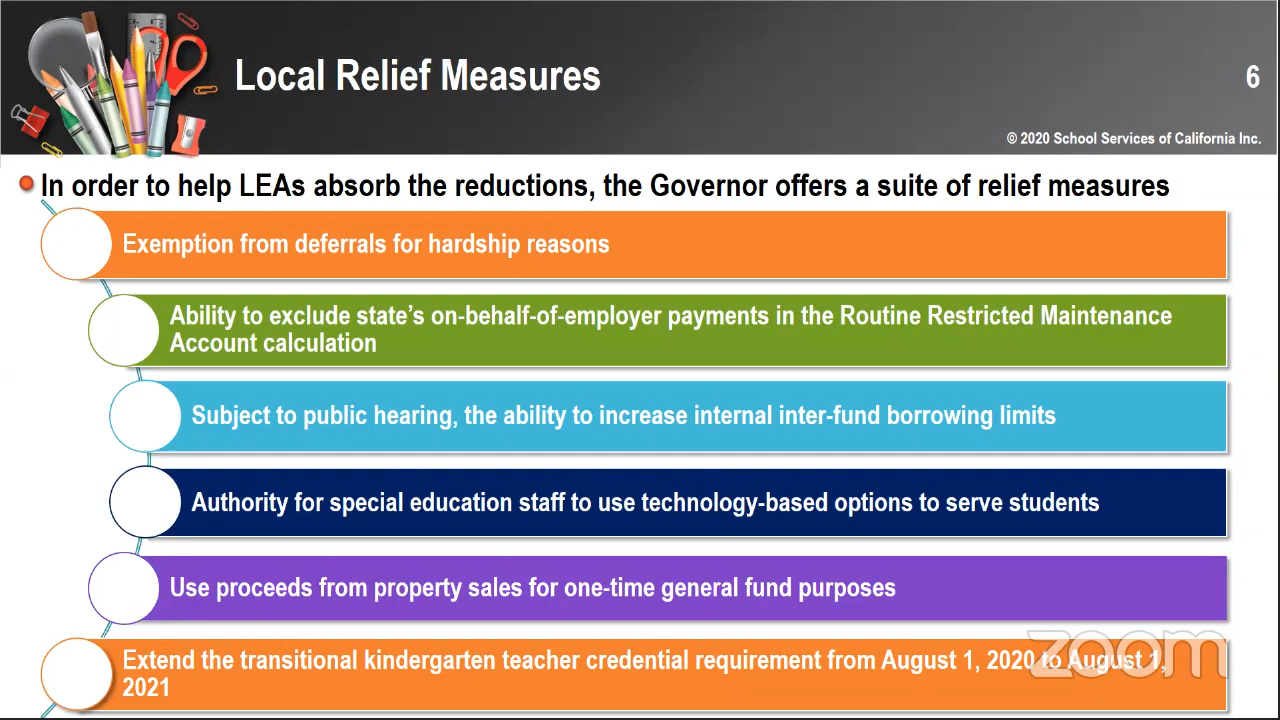 Local Relief Measures
6
© 2020 School Services of California Inc.
In order to help LEAs absorb the reductions, the Governor offers a suite of relief measures
Exemption from deferrals for hardship reasons
Ability to exclude state's on-behalf-of-employer payments in the Routine Restricted Maintenance
Account calculation
Subject to public hearing, the ability to increase internal inter-fund borrowing limits
Authority for special education staff to use technology-based options to serve students
Use proceeds from property sales for one-time general fund purposes
Extend the transitional kindergarten teacher credential requirement from August 1, 2020 to August 1,
2021
zoom